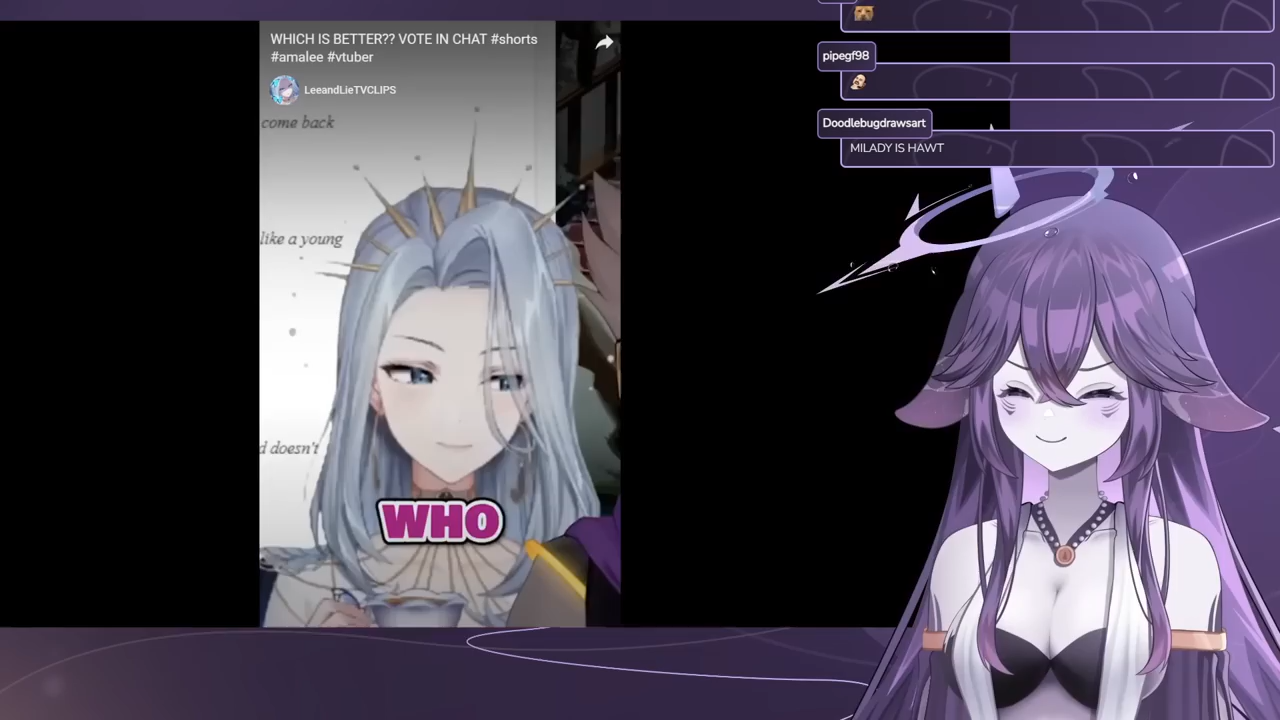 WHICH IS BETTER?? VOTE IN CHAT #shorts
#amalee #vtuber
LeeandLieTVCLIPS
come back
like a young
d doesn't
WHO
pipegf98
Doodlebugdrawsart
MILADY IS HAWT